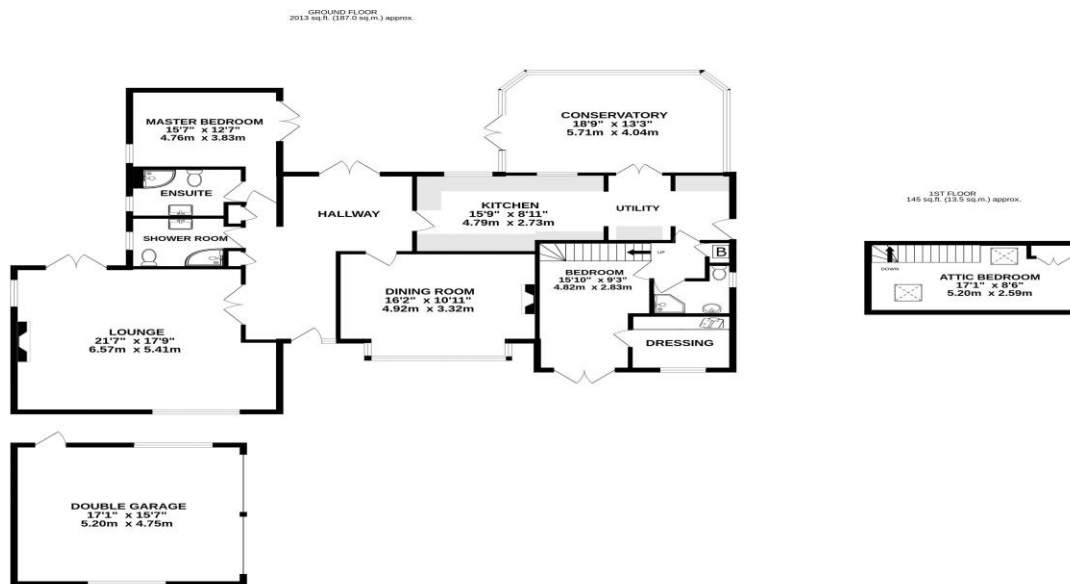 GROUND FLOOR
2013 sq.ft. (187.0 sq.m.) approx.
MASTER BEDROOM
15'7" x 12'7"
4.76m x 3.83m
CONSERVATORY
18'9" x 13'3"
5.71m x 4.04m
ENSUITE
SHOWER ROOM
HALLWAY
KITCHEN
15'9" x 8'11"
4.79m x 2.73m
UTILITY
B
UP
BEDROOM
15'10" x 9'3"
4.82m x 2.83m
DINING ROOM
16'2" x 10'11"
4.92m x 3.32m
LOUNGE
21'7" x 17'9"
6.57m x 5.41m
DRESSING
DOUBLE GARAGE
17'1" x 15'7"
5.20m x 4.75m
1ST FLOOR
145 sq.ft. (13.5 sq.m.) approx.
DOWN
ATTIC BEDROOM
17'1" x 8'6"
5.20m x 2.59m